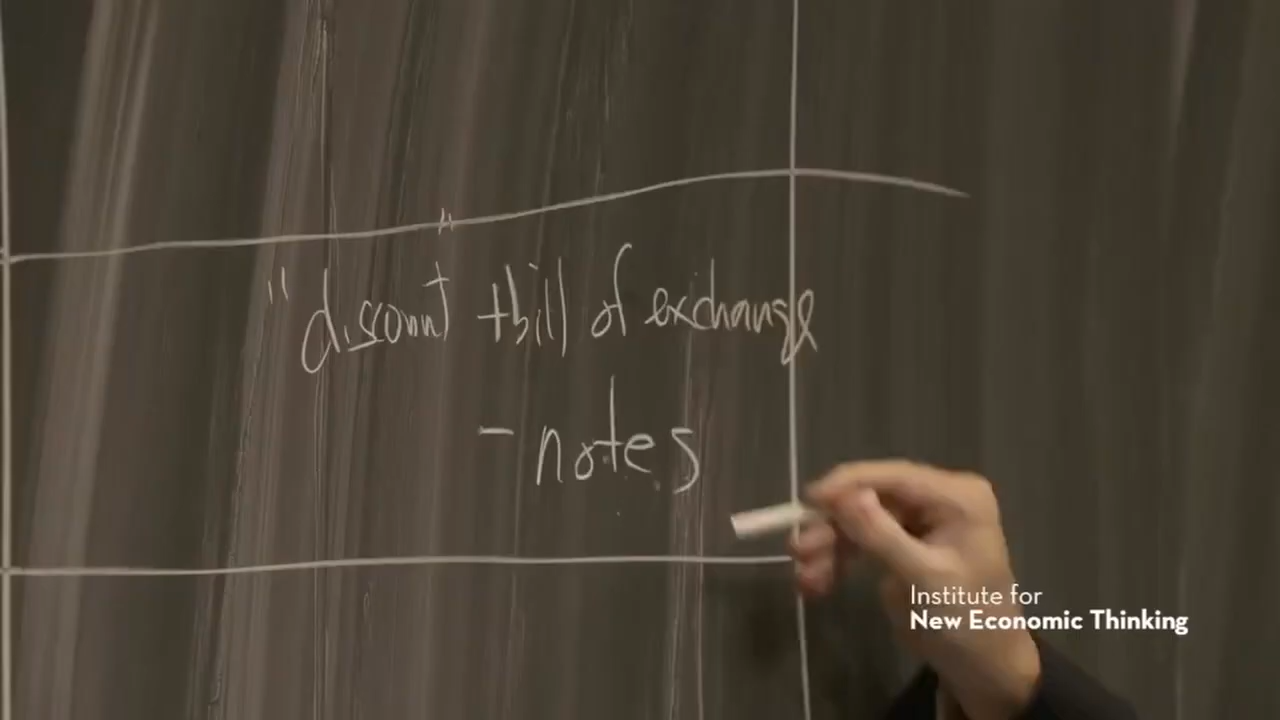 "discount" +bill of exchange
- notes
Institute for
New Economic Thinking